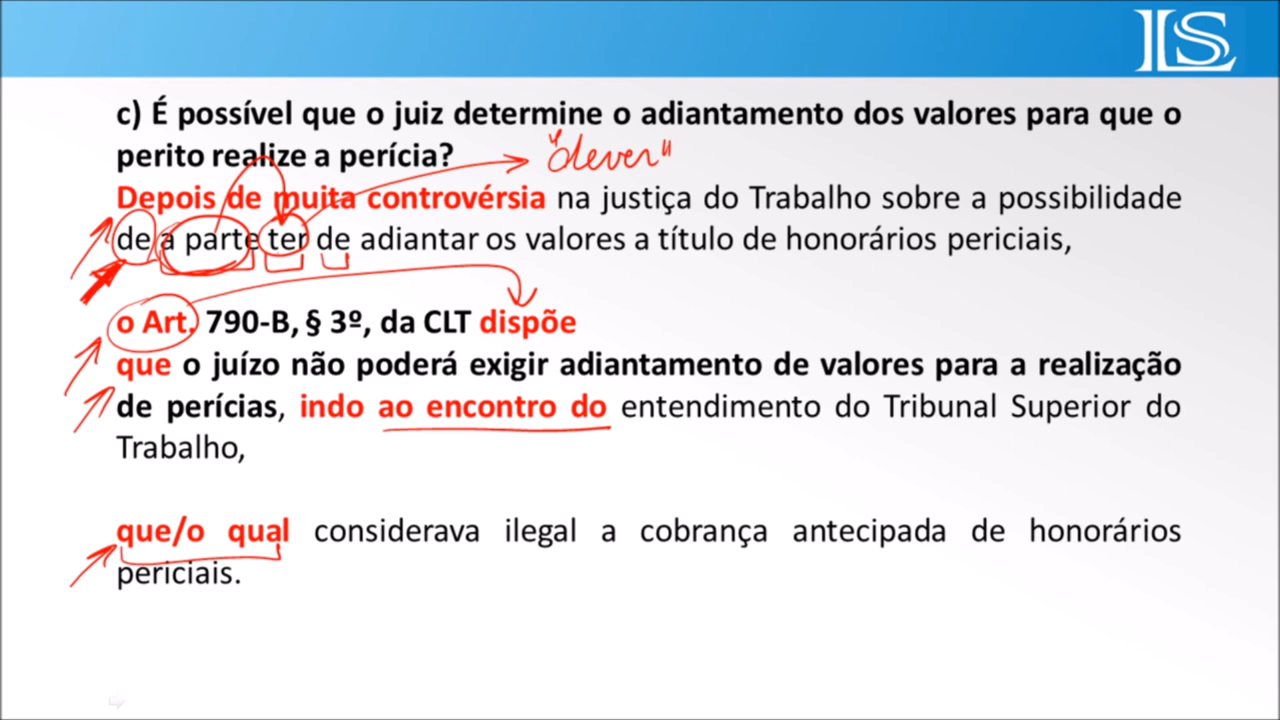 LS
c) É possível que o juiz determine o adiantamento dos valores para que o
perito realize a perícia?
"dever"
Depois de muita controvérsia na justiça do Trabalho sobre a possibilidade
de a parte ter de adiantar os valores a título de honorários periciais,
o Art. 790-B, § 3º, da CLT dispõe
que o juízo não poderá exigir adiantamento de valores para a realização
de perícias, indo ao encontro do entendimento do Tribunal Superior do
Trabalho,
que/o qual considerava ilegal a cobrança antecipada de honorários
periciais.